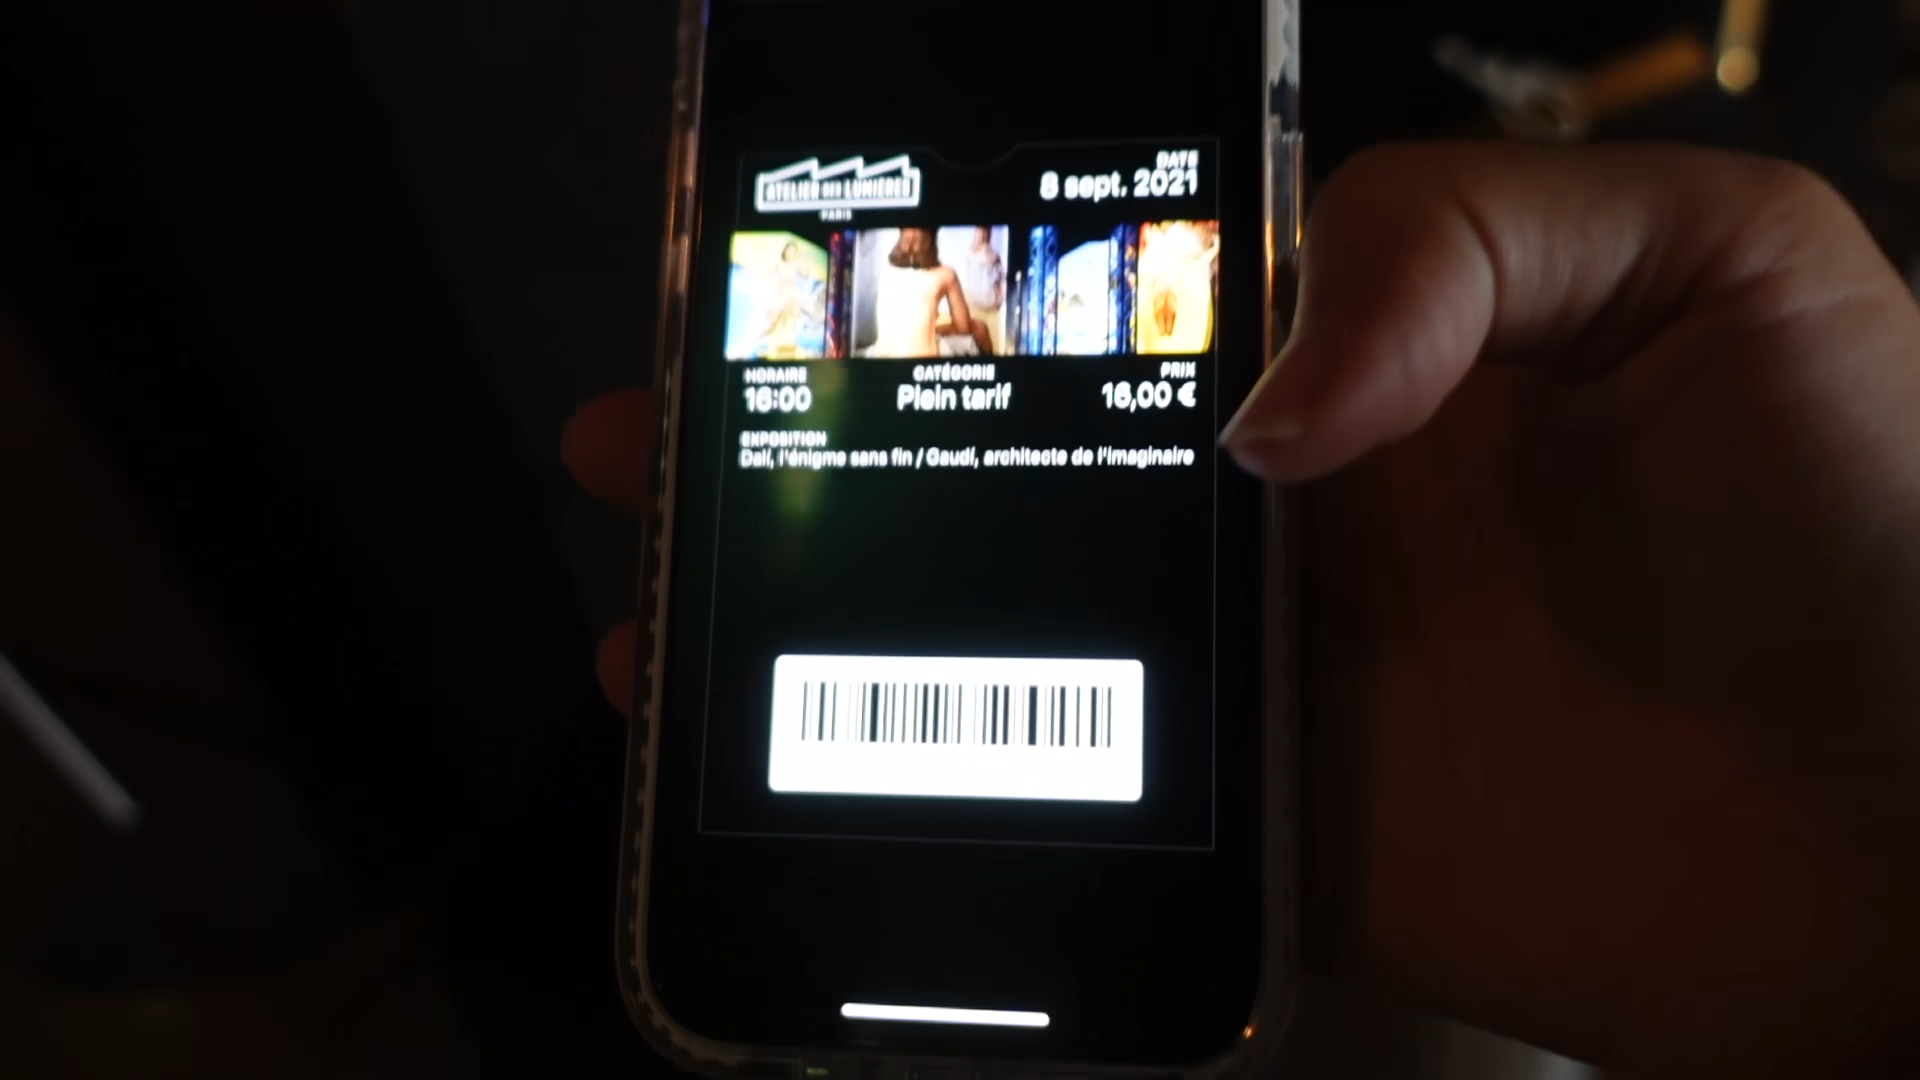 ATELIER DES LUMIÈRES
PARIS
DATE
8 sept. 2021
HORAIRE
16:00
CATÉGORIE
Plein tarif
PRIX
16,00 €
EXPOSITION
Dalí, l'énigme sans fin / Gaudí, architecte de l'imaginaire